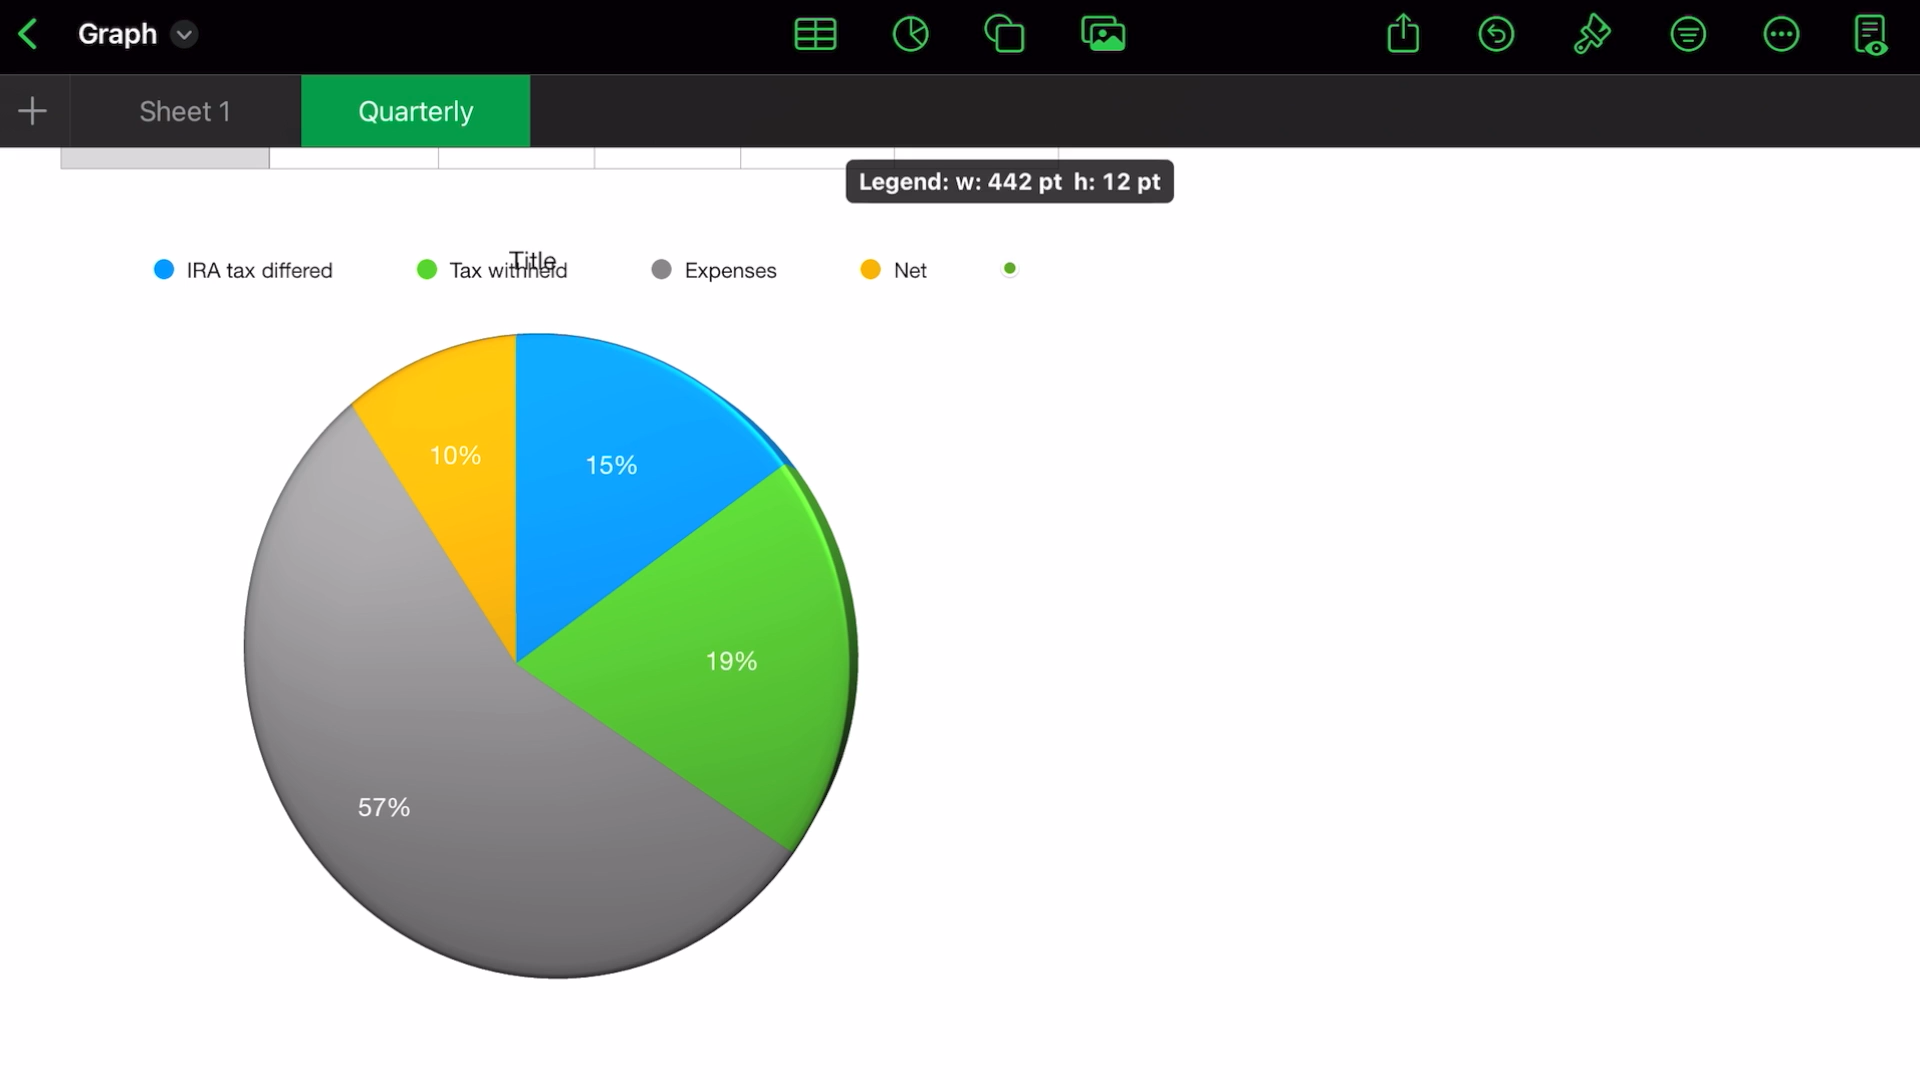 Graph
Sheet 1
Quarterly
Legend: w: 442 pt h: 12 pt
Title
IRA tax differed
Tax withheld
Expenses
Net
10%
15%
19%
57%